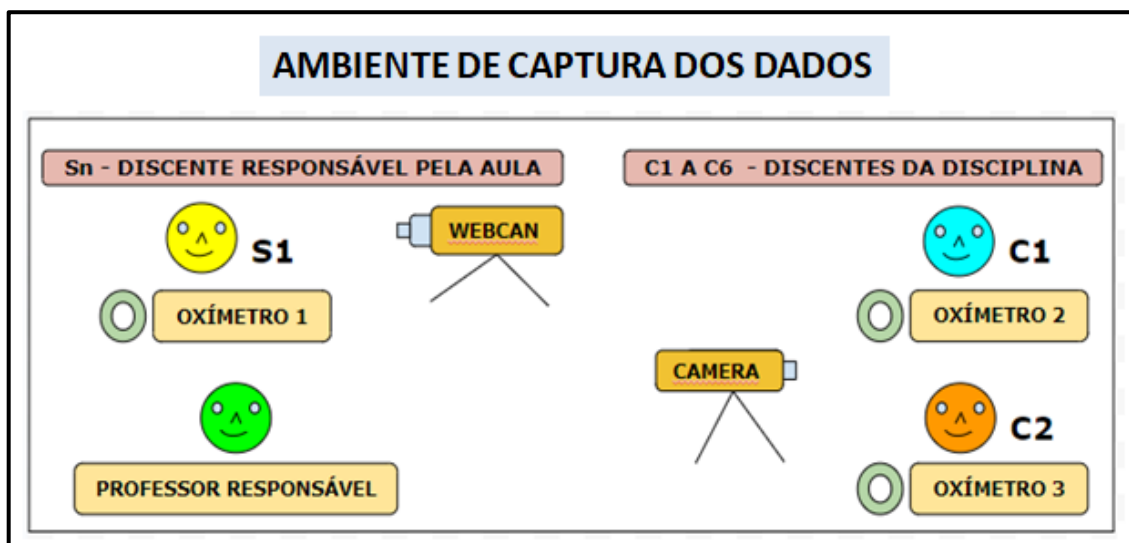 AMBIENTE DE CAPTURA DOS DADOS
Sn - DISCENTE RESPONSÁVEL PELA AULA
C1 A C6 - DISCENTES DA DISCIPLINA
S1
WEBCAN
C1
OXÍMETRO 1
OXÍMETRO 2
CAMERA
C2
PROFESSOR RESPONSÁVEL
OXÍMETRO 3